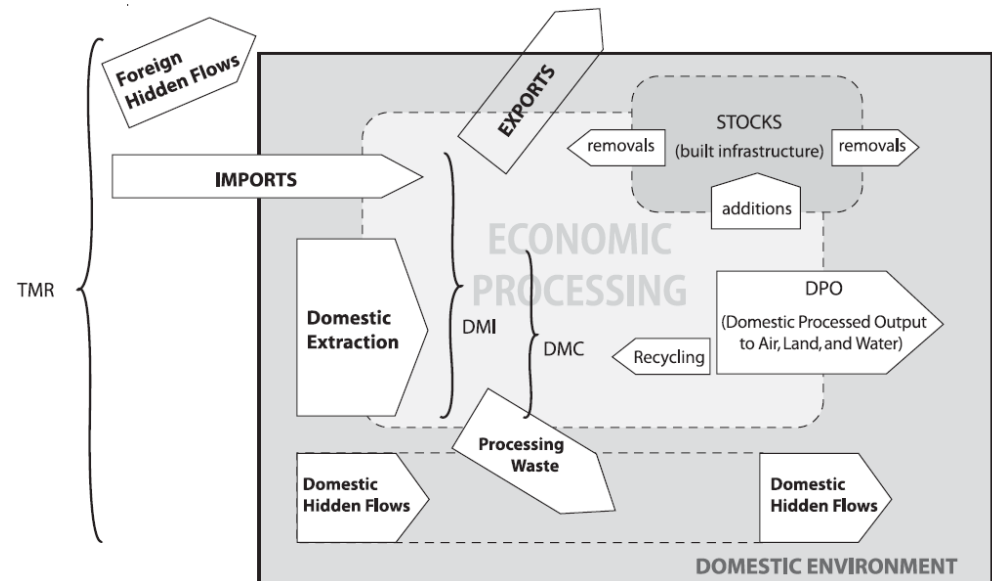 Foreign
Hidden Flows
EXPORTS
STOCKS
(built infrastructure)
removals
removals
additions
IMPORTS
ECONOMIC
PROCESSING
TMR
Domestic
Extraction
DMI
DMC
DPO
(Domestic Processed Output
to Air, Land, and Water)
Recycling
Processing
Waste
Domestic
Hidden Flows
Domestic
Hidden Flows
DOMESTIC ENVIRONMENT